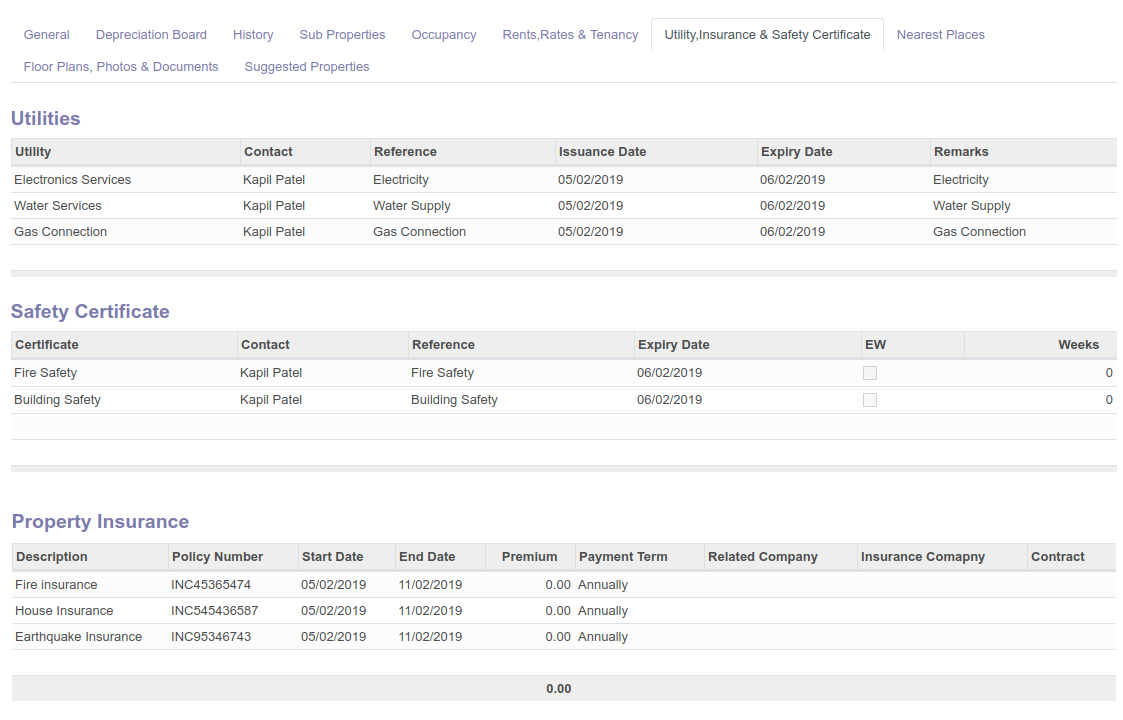 General Depreciation Board History Sub Properties Occupancy Rents,Rates & Tenancy Utility,Insurance & Safety Certificate Nearest Places
Floor Plans, Photos & Documents Suggested Properties
Utilities
Utility Contact Reference Issuance Date Expiry Date Remarks
Electronics Services Kapil Patel Electricity 05/02/2019 06/02/2019 Electricity
Water Services Kapil Patel Water Supply 05/02/2019 06/02/2019 Water Supply
Gas Connection Kapil Patel Gas Connection 05/02/2019 06/02/2019 Gas Connection
Safety Certificate
Certificate Contact Reference Expiry Date EW Weeks
Fire Safety Kapil Patel Fire Safety 06/02/2019 0
Building Safety Kapil Patel Building Safety 06/02/2019 0
Property Insurance
Description Policy Number Start Date End Date Premium Payment Term Related Company Insurance Comapny Contract
Fire insurance INC45365474 05/02/2019 11/02/2019 0.00 Annually
House Insurance INC545436587 05/02/2019 11/02/2019 0.00 Annually
Earthquake Insurance INC95346743 05/02/2019 11/02/2019 0.00 Annually
0.00